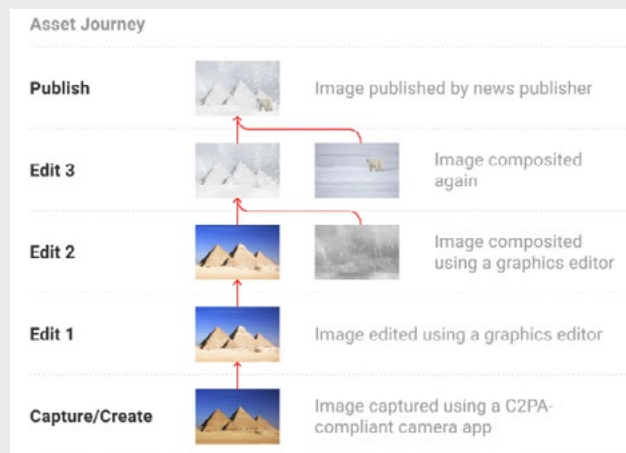 Asset Journey
Publish
Image published by news publisher
Edit 3
Image composited
again
Edit 2
Image composited
using a graphics editor
Edit 1
Image edited using a graphics editor
Capture/Create
Image captured using a C2PA-
compliant camera app